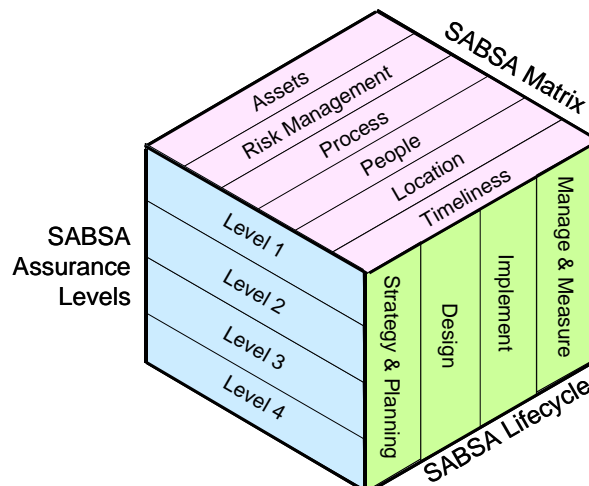 SABSA Matrix
Assets
Risk Management
Process
People
Location
Timeliness
SABSA
Assurance
Levels
Level 1
Level 2
Level 3
Level 4
Strategy & Planning
Design
Implement
Manage & Measure
SABSA Lifecycle